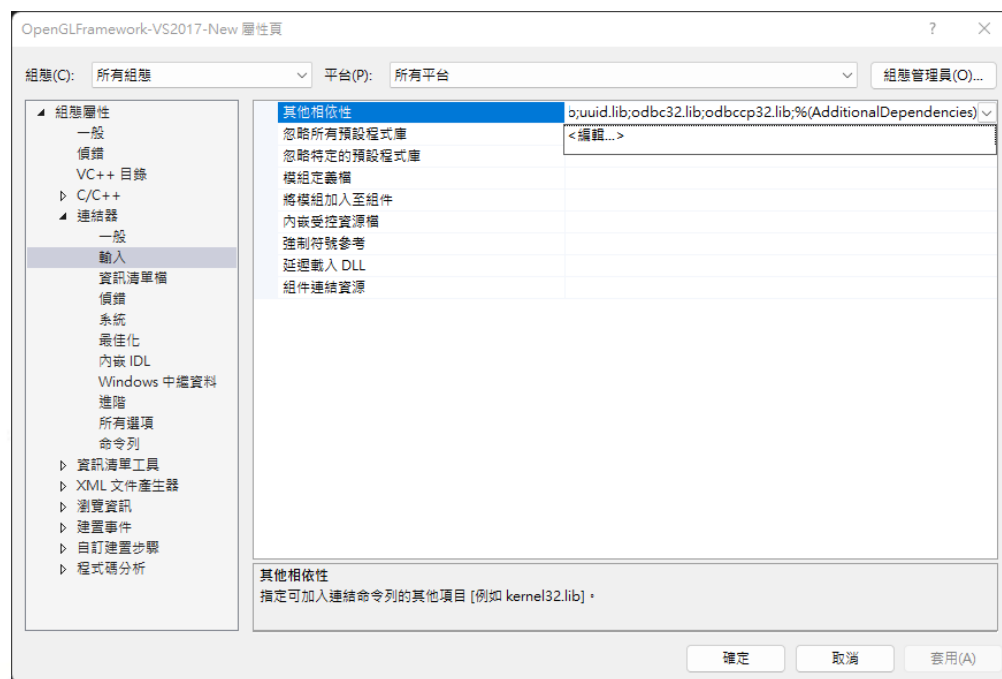 OpenGLFramework-VS2017-New 屬性頁
組態(C): 所有組態 平台(P): 所有平台 組態管理員(O)...
組態屬性
一般
偵錯
VC++ 目錄
C/C++
連結器
一般
輸入
資訊清單檔
偵錯
系統
最佳化
內嵌 IDL
Windows 中繼資料
進階
所有選項
命令列
資訊清單工具
XML 文件產生器
瀏覽資訊
建置事件
自訂建置步驟
程式碼分析
其他相依性 b;uuid.lib;odbc32.lib;odbccp32.lib;%(AdditionalDependencies)
忽略所有預設程式庫 <編輯...>
忽略特定的預設程式庫
模組定義檔
將模組加入至組件
內嵌受控資源檔
強制符號參考
延遲載入 DLL
組件連結資源
其他相依性
指定可加入連結命令列的其他項目 [例如 kernel32.lib]。
確定 取消 套用(A)